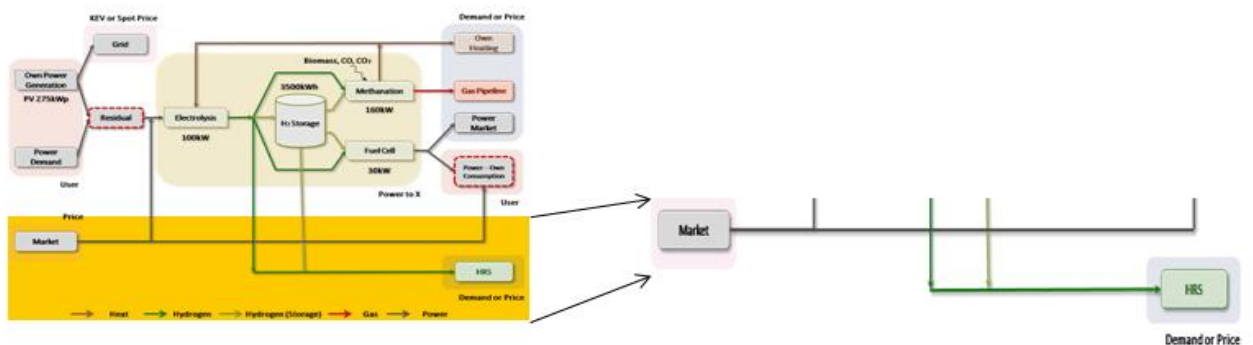 KEV or Spot Price
Demand or Price
Grid
Own
Heating
Biomass, CO, CO₂
Own Power
Generation
PV 275kWp
3500kWh
Methanation
160kW
Gas Pipeline
Residual
Electrolysis
100kW
H₂ Storage
Power
Market
Power
Demand
Fuel Cell
30kW
Power - Own
Consumption
User
Power to X
User
Price
Market
HRS
Demand or Price
Heat
Hydrogen
Hydrogen (Storage)
Gas
Power
Market
HRS
Demand or Price